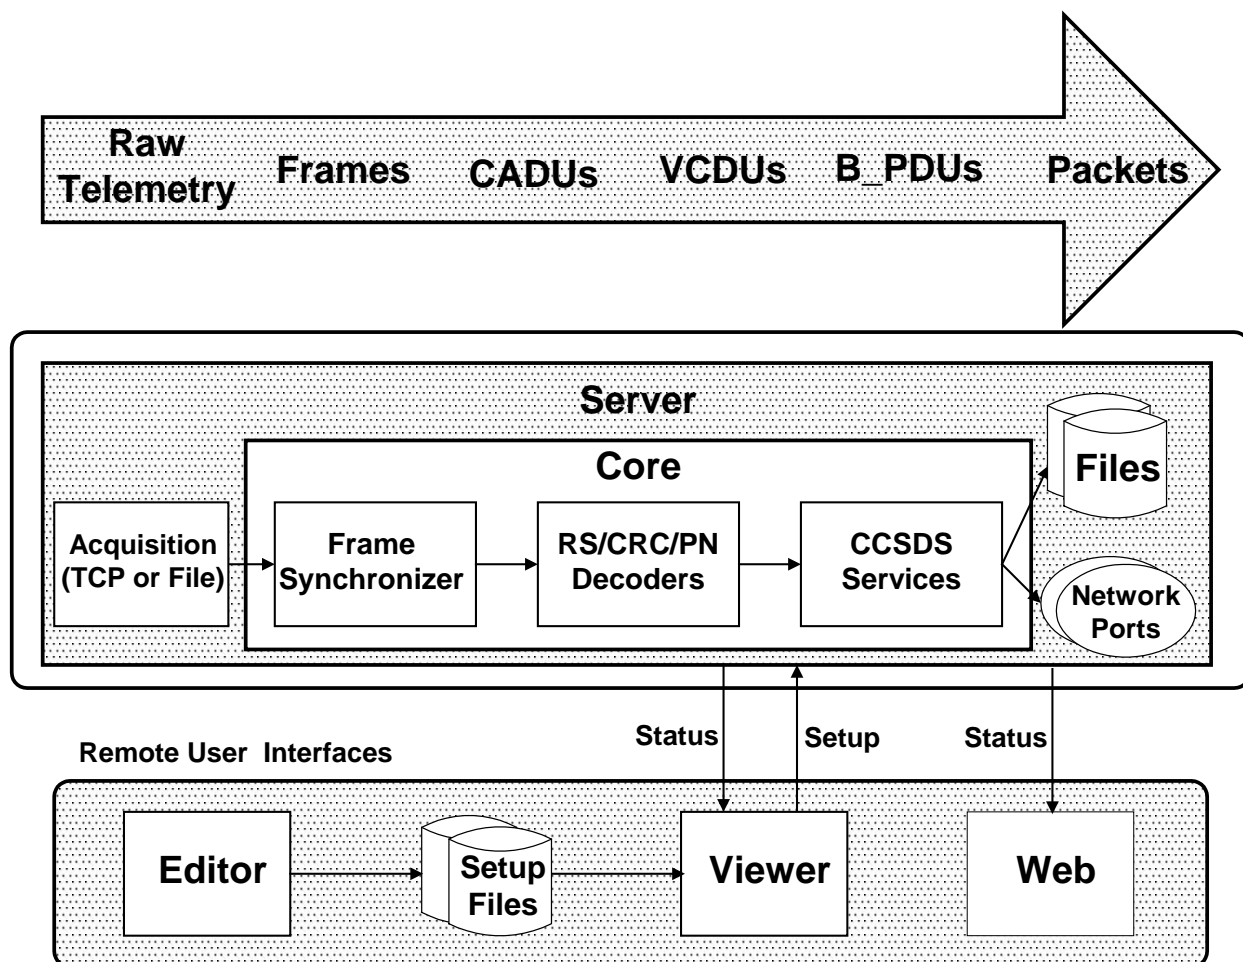 Raw
Telemetry
Frames
CADUs
VCDUs
B_PDUs
Packets
Server
Core
Files
Acquisition
(TCP or File)
Frame
Synchronizer
RS/CRC/PN
Decoders
CCSDS
Services
Network
Ports
Status
Setup
Status
Remote User Interfaces
Editor
Setup
Files
Viewer
Web